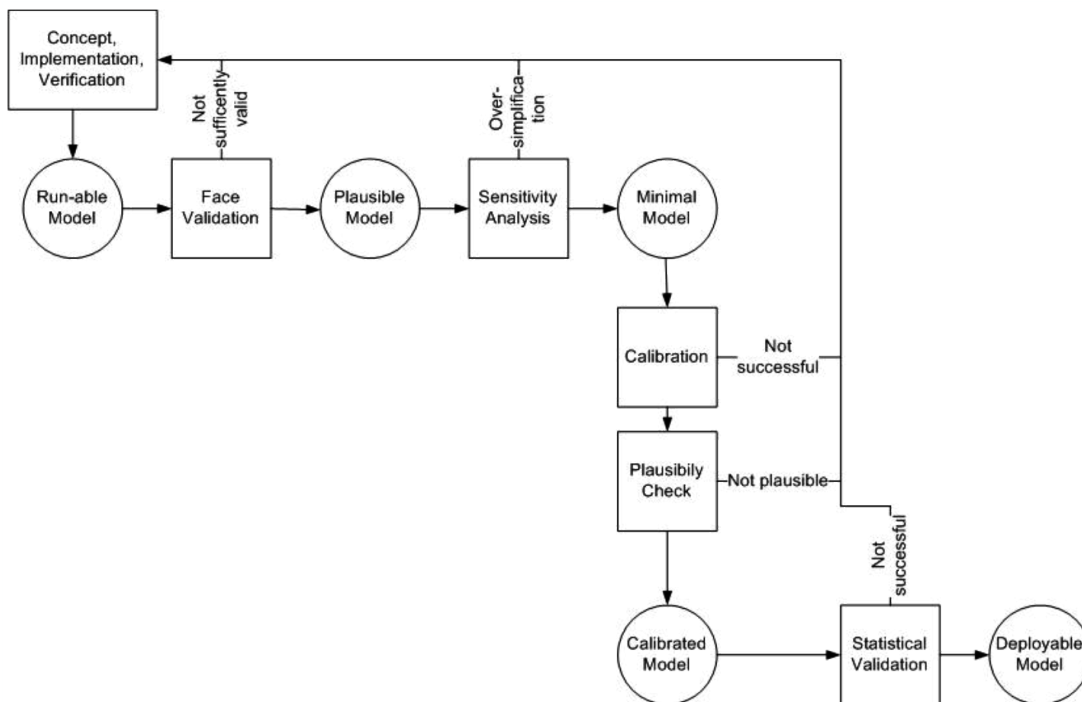 Concept,
Implementation,
Verification
Not
sufficently
valid
Over-
simplifica
tion
Run-able
Model
Face
Validation
Plausible
Model
Sensitivity
Analysis
Minimal
Model
Calibration
Not
successful
Plausibily
Check
Not plausible
Not
successful
Calibrated
Model
Statistical
Validation
Deployable
Model